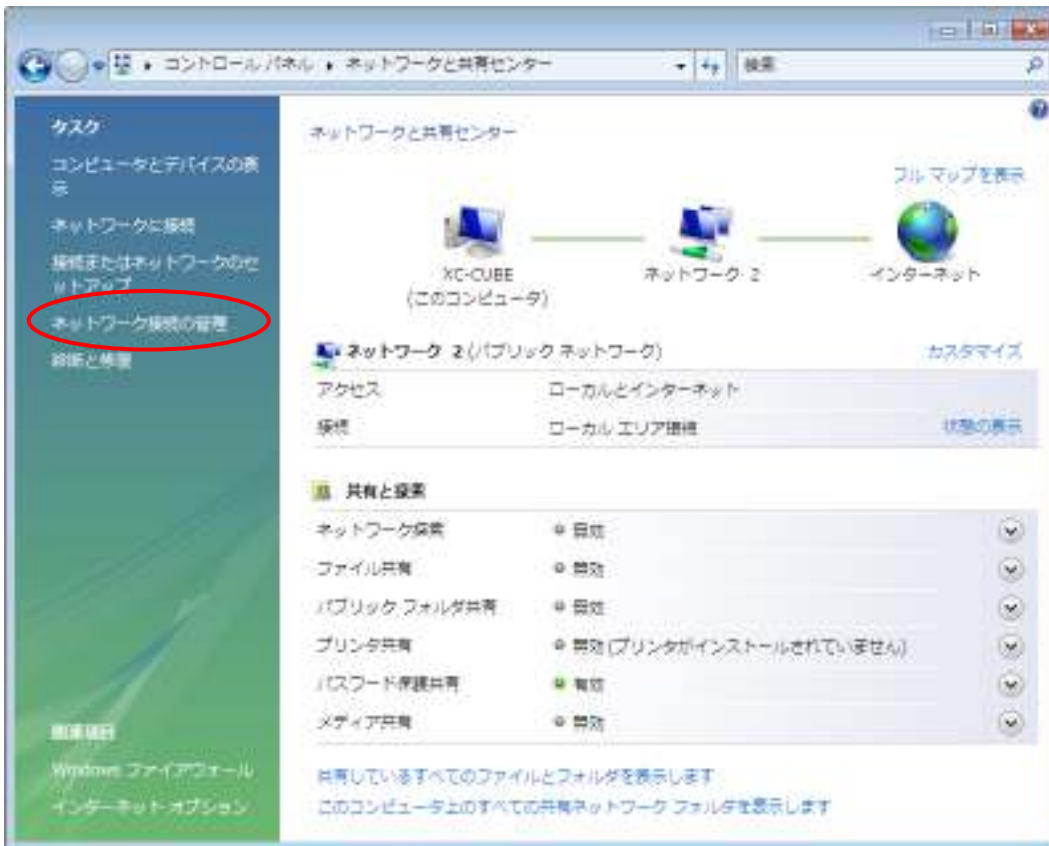 コントロール パネル ▸ ネットワークと共有センター
検索
タスク
コンピュータとデバイスの表
示
ネットワークに接続
接続またはネットワークのセ
ットアップ
ネットワーク接続の管理
診断と修復
関連項目
Windows ファイアウォール
インターネット オプション
ネットワークと共有センター
フル マップを表示
XC-CUBE
(このコンピュータ)
ネットワーク 2
インターネット
ネットワーク 2 (パブリック ネットワーク)
カスタマイズ
アクセス
ローカルとインターネット
接続
ローカル エリア接続
状態の表示
共有と探索
ネットワーク探索
無効
ファイル共有
無効
パブリック フォルダ共有
無効
プリンタ共有
無効 (プリンタがインストールされていません)
パスワード保護共有
有効
メディア共有
無効
共有しているすべてのファイルとフォルダを表示します
このコンピュータ上のすべての共有ネットワーク フォルダを表示します